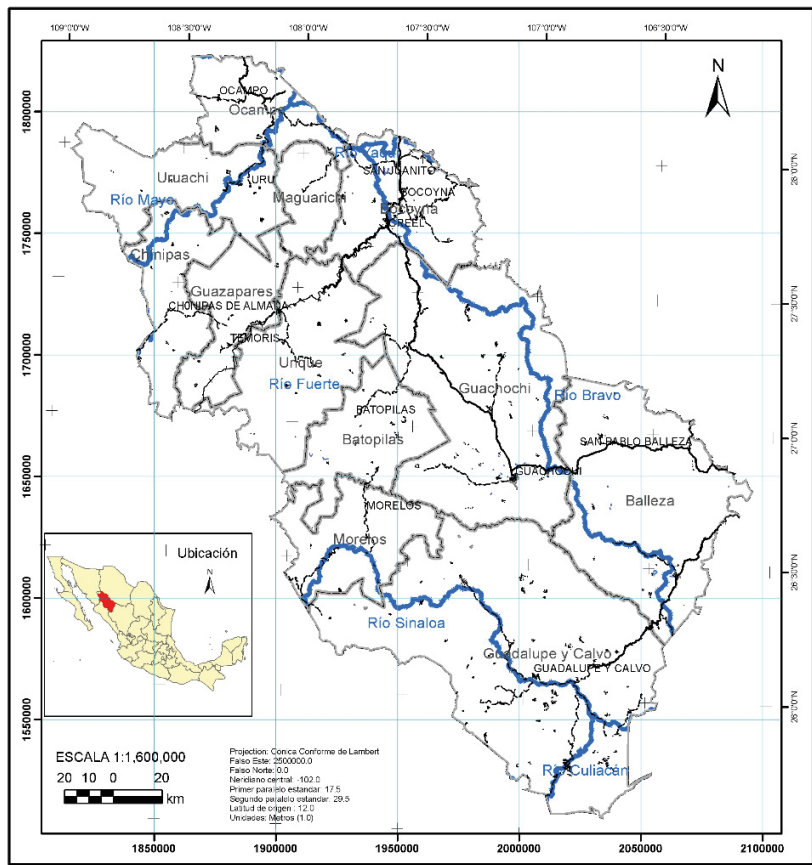 109°0'0"W 108°30'0"W 108°0'0"W 107°30'0"W 107°0'0"W 106°30'0"W
N
1800000
OCAMPO
Ocampo
Río Yaqui
SAN JUANITO
28°0'0"N
Uruachi
URU
Maguarichi
BOCOYNA
Bocoyna
Río Mayo
CREEL
1750000
Chinipas
Guazapares
CHONIPAS DE ALMADA
27°30'0"N
TEMORIS
1700000
Urique
Río Fuerte
Guachochi
Río Bravo
BATOPILAS
Batopilas
SAN PABLO BALLEZA
27°0'0"N
GUACHOCHI
1650000
Balleza
MORELOS
Morelos
Ubicación
N
26°30'0"N
1600000
Río Sinaloa
Guadalupe y Calvo
GUADALUPE Y CALVO
26°0'0"N
1550000
Río Culiacán
ESCALA 1:1,600,000
20 10 0 20
km
Projection: Conica Conforme de Lambert
Falso Este: 2500000.0
Falso Norte: 0.0
Meridiano central: -102.0
Primer paralelo estandar: 17.5
Segundo paralelo estandar: 29.5
Latitud de origen: 12.0
Unidades: Metros (1.0)
1850000 1900000 1950000 2000000 2050000 2100000